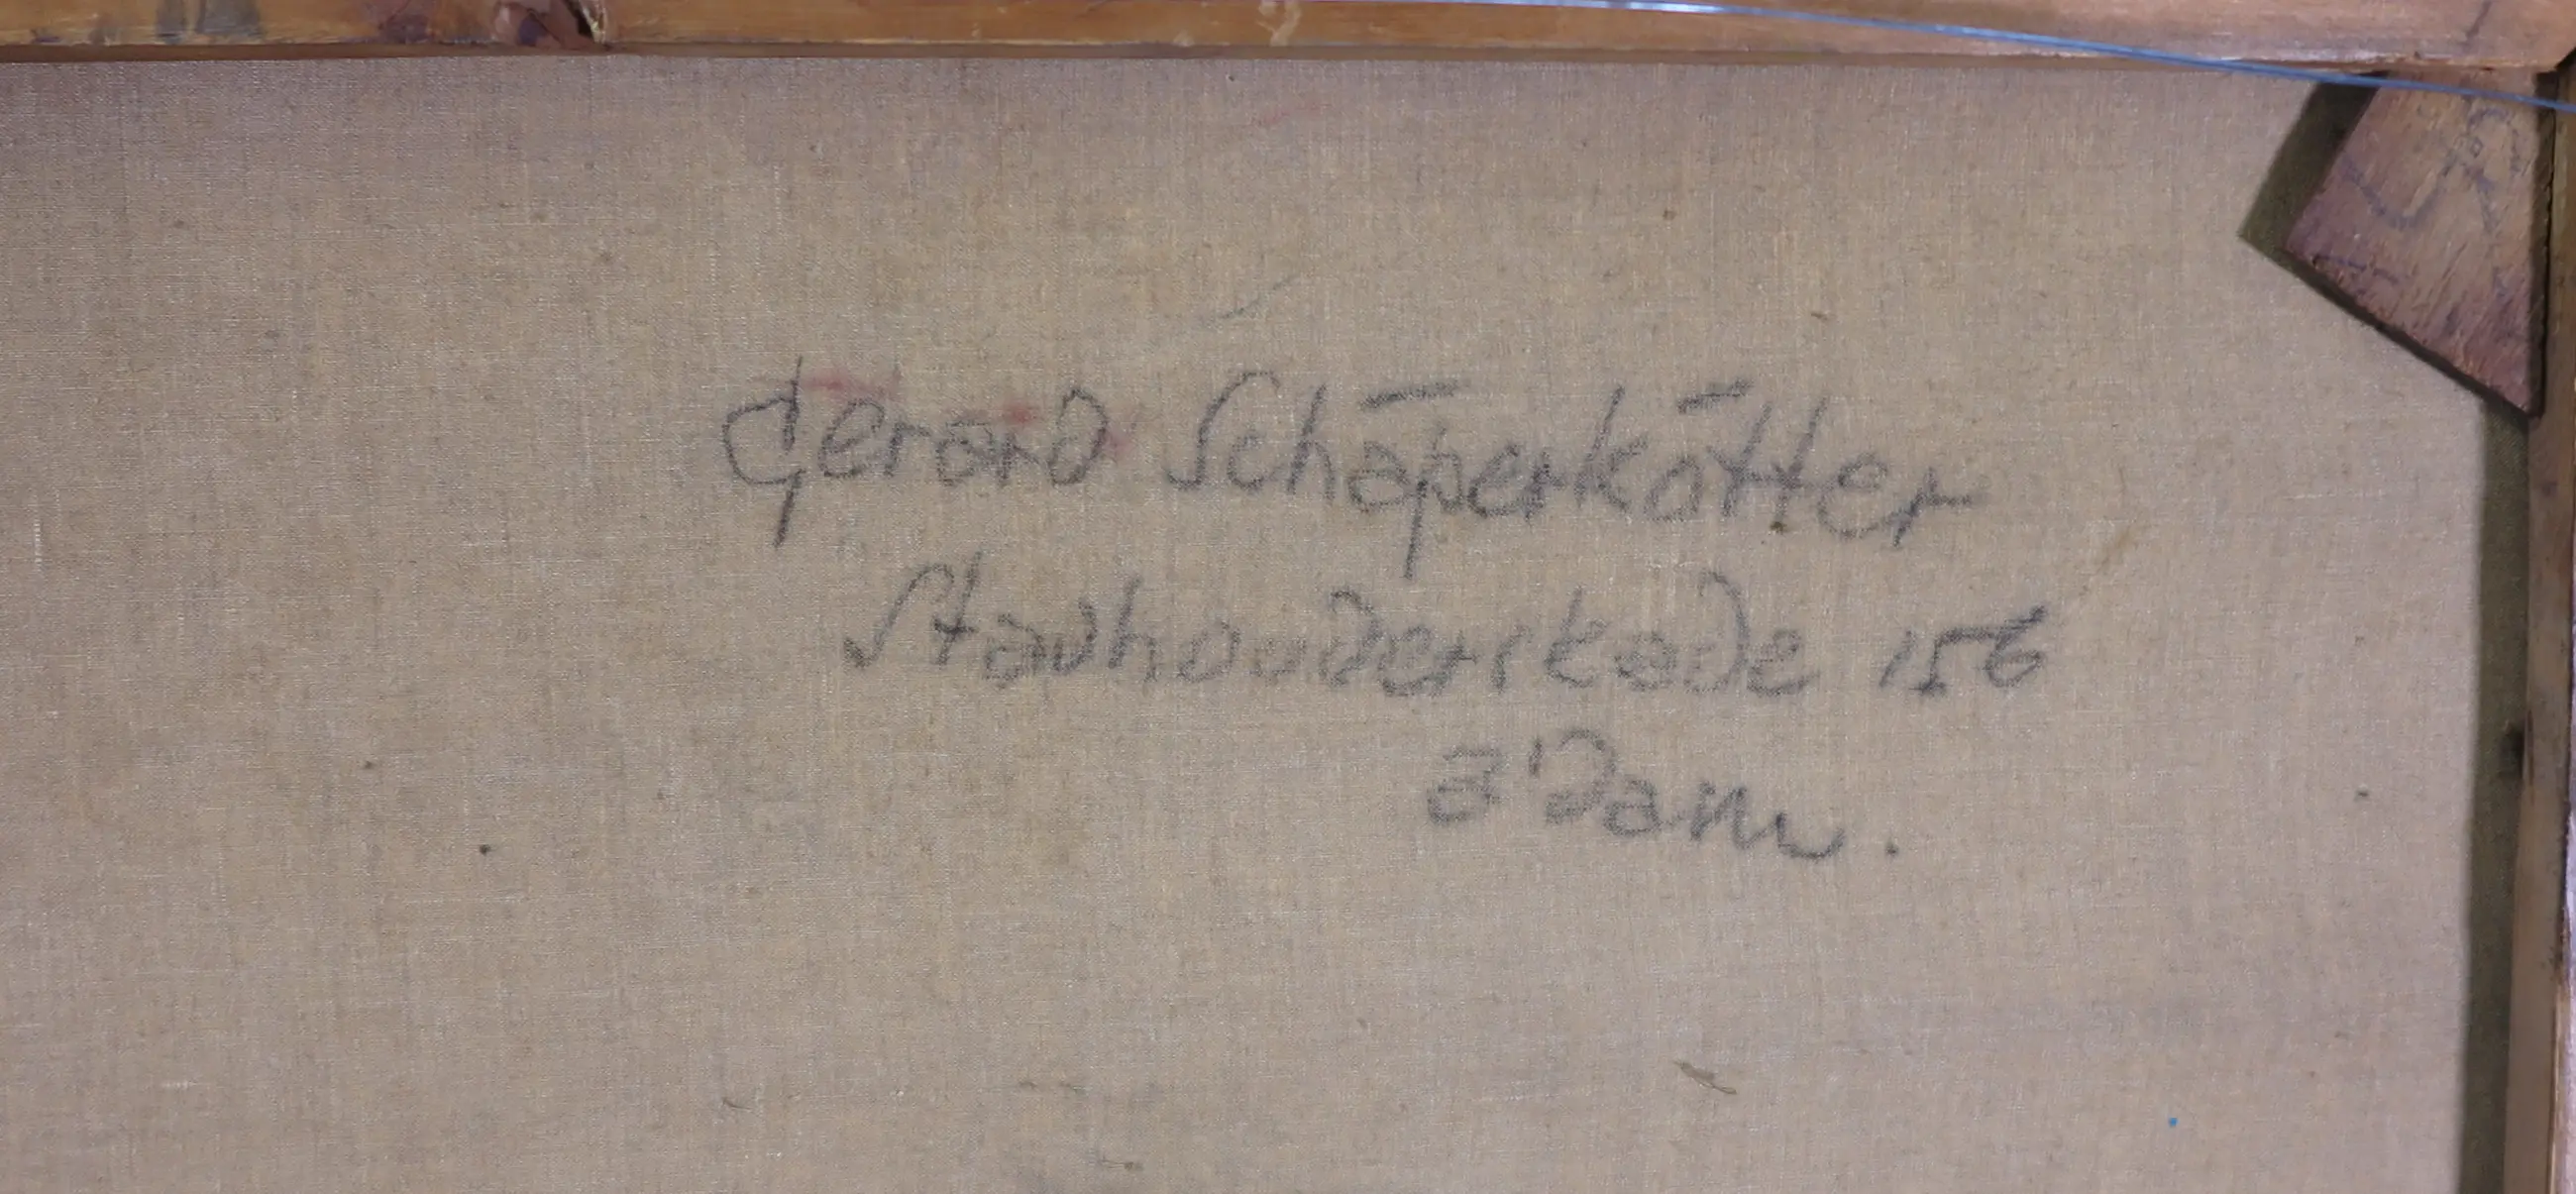 Gerard Schäperkötter
Stadhouderskade 156
a'Dam.